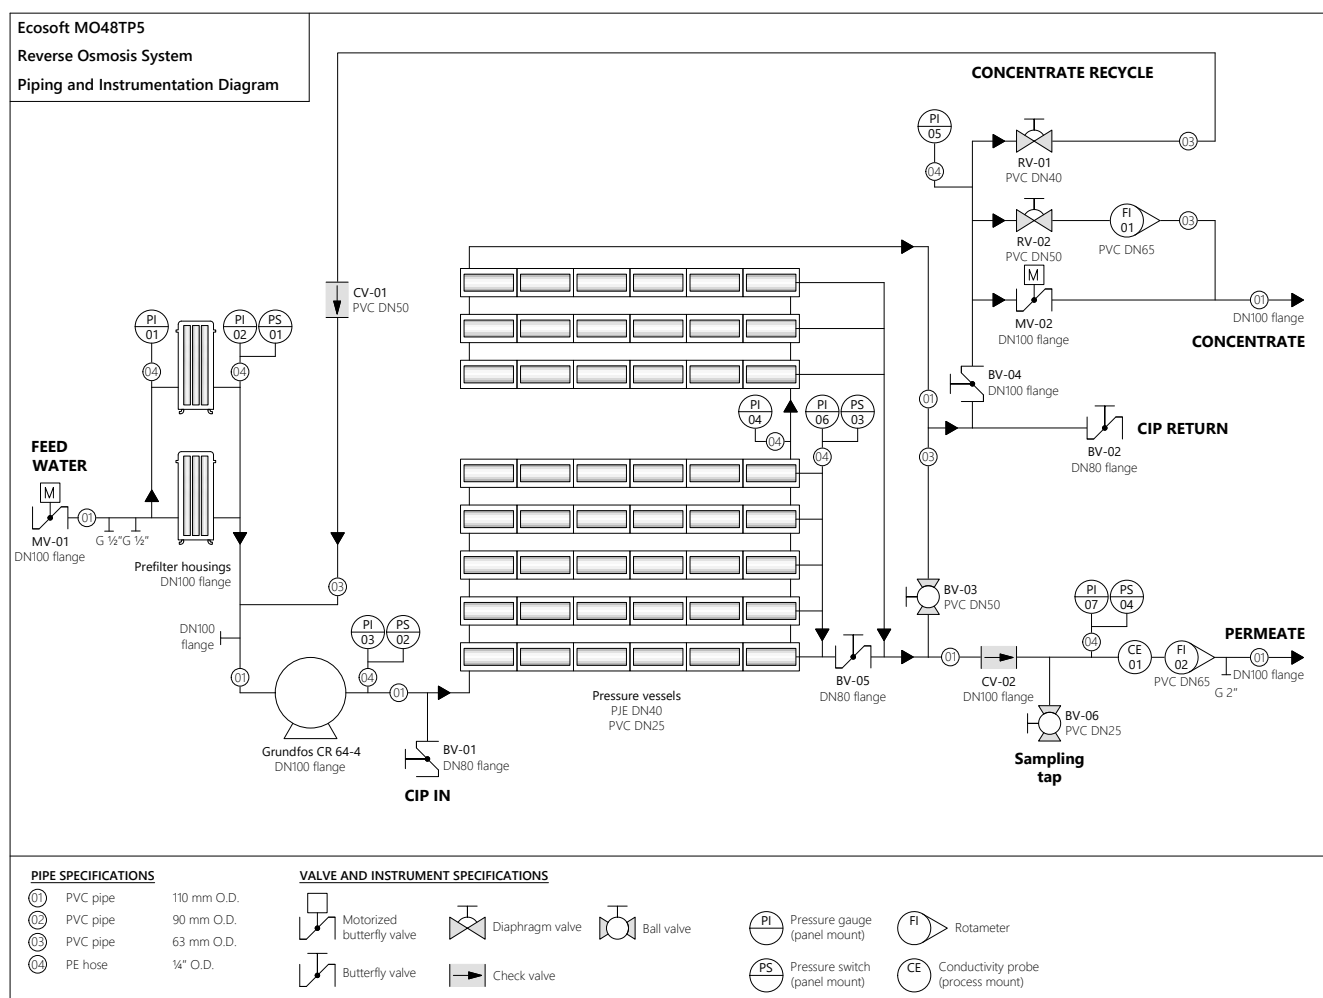 Ecosoft MO48TP5
Reverse Osmosis System
Piping and Instrumentation Diagram
CONCENTRATE RECYCLE
PI
05
04
RV-01
PVC DN40
03
RV-02
PVC DN50
FI
01
PVC DN65
03
M
MV-02
DN100 flange
01
DN100 flange
CONCENTRATE
CV-01
PVC DN50
PI
01
PI
02
PS
01
04
04
BV-04
DN100 flange
01
PI
04
PI
06
PS
03
04
04
03
CIP RETURN
BV-02
DN80 flange
FEED
WATER
M
01
MV-01
DN100 flange
G ½"
G ½"
Prefilter housings
DN100 flange
03
DN100
flange
01
PI
03
PS
02
04
01
Grundfos CR 64-4
DN100 flange
BV-01
DN80 flange
CIP IN
Pressure vessels
PJE DN40
PVC DN25
BV-03
PVC DN50
BV-05
DN80 flange
01
CV-02
DN100 flange
PI
07
PS
04
04
CE
01
FI
02
PVC DN65
G 2"
01
PERMEATE
DN100 flange
BV-06
PVC DN25
Sampling
tap
PIPE SPECIFICATIONS
01 PVC pipe 110 mm O.D.
02 PVC pipe 90 mm O.D.
03 PVC pipe 63 mm O.D.
04 PE hose ¼" O.D.
VALVE AND INSTRUMENT SPECIFICATIONS
Motorized
butterfly valve
Butterfly valve
Diaphragm valve
Check valve
Ball valve
PI
Pressure gauge
(panel mount)
PS
Pressure switch
(panel mount)
FI
Rotameter
CE
Conductivity probe
(process mount)